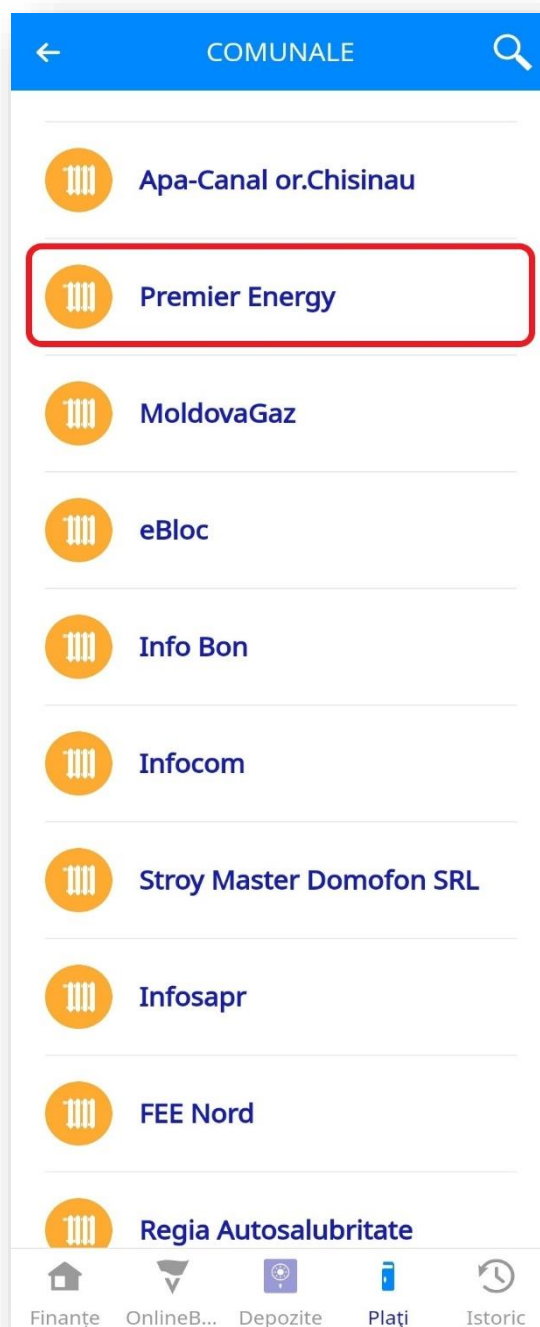 COMUNALE
Apa-Canal or.Chisinau
Premier Energy
MoldovaGaz
eBloc
Info Bon
Infocom
Stroy Master Domofon SRL
Infosapr
FEE Nord
Regia Autosalubritate
Finanțe OnlineB... Depozite Plați Istoric